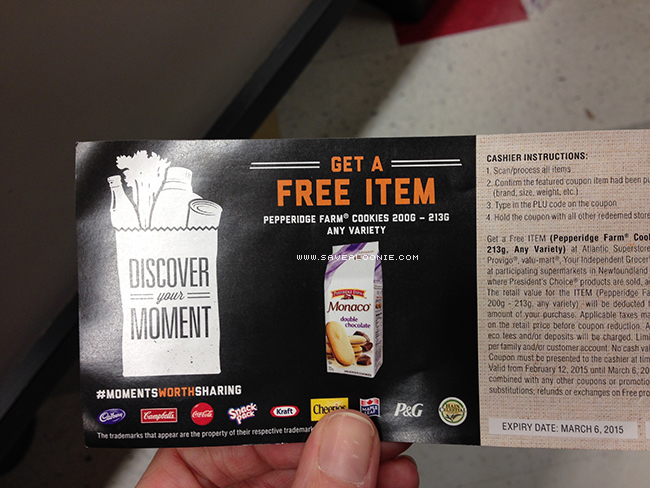 GET A
FREE ITEM
PEPPERIDGE FARM® COOKIES 200G – 213G
ANY VARIETY
www.savealoonie.com
DISCOVER
your
MOMENT
PEPPERIDGE FARM
Monaco
double
chocolate
#MOMENTSWORTHSHARING
Cadbury
Campbell's
Coca-Cola
Snack
Pack
Kraft
Cheerios
MAPLE
P&G
The trademarks that appear are the property of their respective tradema
CASHIER INSTRUCTIONS:
1. Scan/process all items
2. Confirm the featured coupon item had been pu
(brand, size, weight, etc.)
3. Type in the PLU code on the coupon
4. Hold the coupon with all other redeemed store
Get a Free ITEM (Pepperidge Farm® Cook
213g, Any Variety) at Atlantic Superstore
Provigo®, valu-mart®, Your Independent Grocer
at participating supermarkets in Newfoundland
where President's Choice® products are sold, a
The retail value for the ITEM (Pepperidge Fa
200g - 213g, any variety) - will be deducted
amount of your purchase. Applicable taxes ma
on the retail price before coupon reduction. A
eco fees and/or deposits will be charged. Limi
per family and/or customer account. No cash va
Coupon must be presented to the cashier at tim
Valid from February 12, 2015 until March 6, 20
combined with any other coupons or promotio
substitutions, refunds or exchanges on Free pro
EXPIRY DATE: MARCH 6, 2015